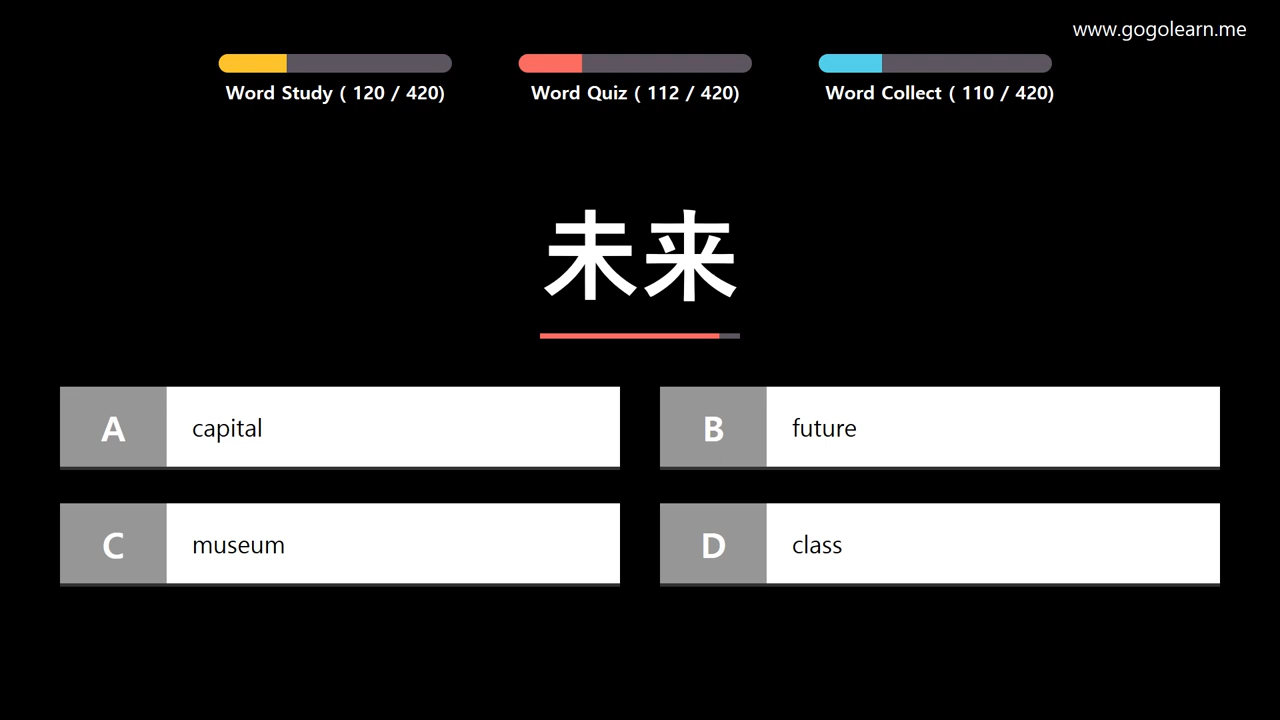 www.gogolearn.me
Word Study ( 120 / 420)
Word Quiz ( 112 / 420)
Word Collect ( 110 / 420)
未来
A capital
B future
C museum
D class